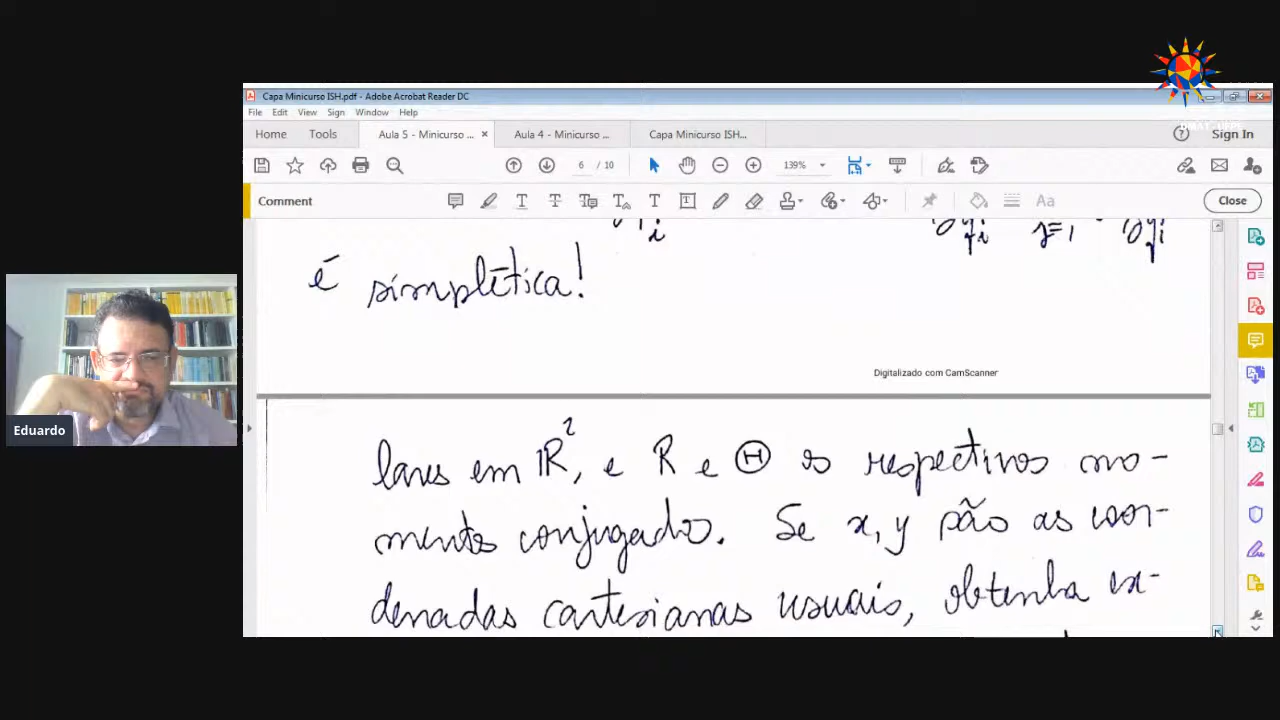 Capa Minicurso ISH.pdf - Adobe Acrobat Reader DC
File Edit View Sign Window Help
Home Tools Aula 5 - Minicurso ... × Aula 4 - Minicurso ... Capa Minicurso ISH... Sign In
6 / 10 139%
Comment Close
é simplética!
Digitalizado com CamScanner
lares em ℝ², e R e Θ os respectivos mo-
mentos conjugado. Se x, y são as coor-
denadas cartesianas usuais, obtenha ex-
Eduardo